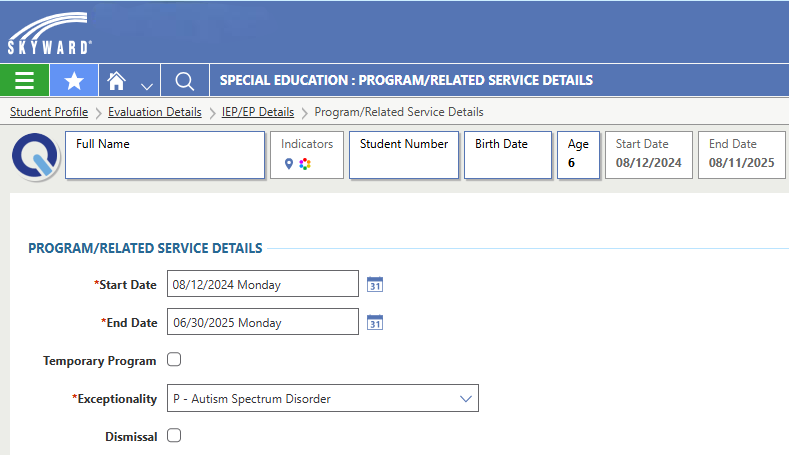 SKYWARD®
SPECIAL EDUCATION : PROGRAM/RELATED SERVICE DETAILS
Student Profile > Evaluation Details > IEP/EP Details > Program/Related Service Details
Q
Full Name
Indicators
Student Number
Birth Date
Age
6
Start Date
08/12/2024
End Date
08/11/2025
PROGRAM/RELATED SERVICE DETAILS
*Start Date 08/12/2024 Monday 31
*End Date 06/30/2025 Monday 31
Temporary Program
*Exceptionality P - Autism Spectrum Disorder
Dismissal